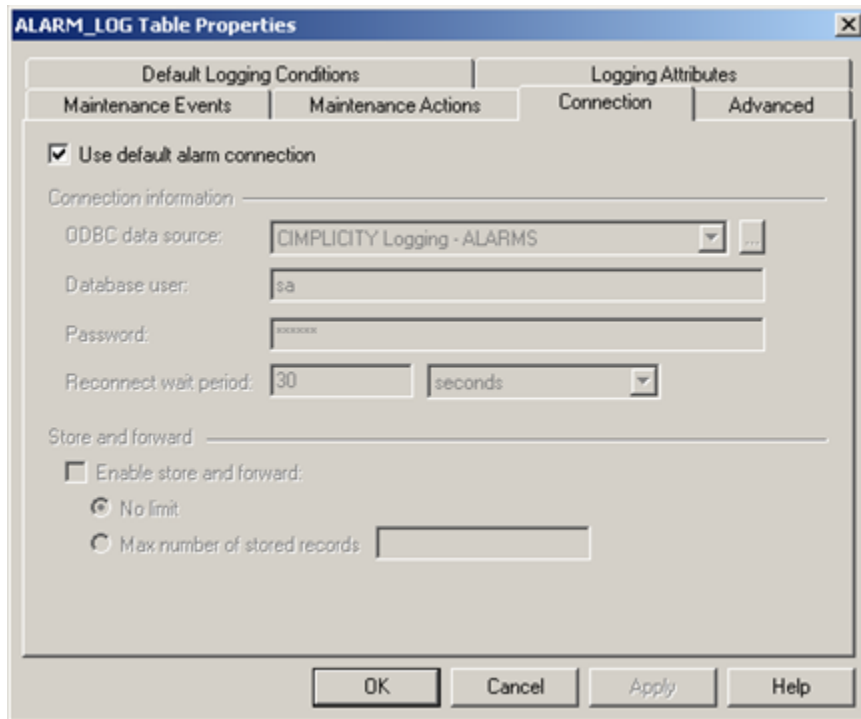 ALARM_LOG Table Properties
Default Logging Conditions Logging Attributes
Maintenance Events Maintenance Actions Connection Advanced
Use default alarm connection
Connection information
ODBC data source: CIMPLICITY Logging - ALARMS ...
Database user: sa
Password: ******
Reconnect wait period: 30 seconds
Store and forward
Enable store and forward:
No limit
Max number of stored records
OK Cancel Apply Help